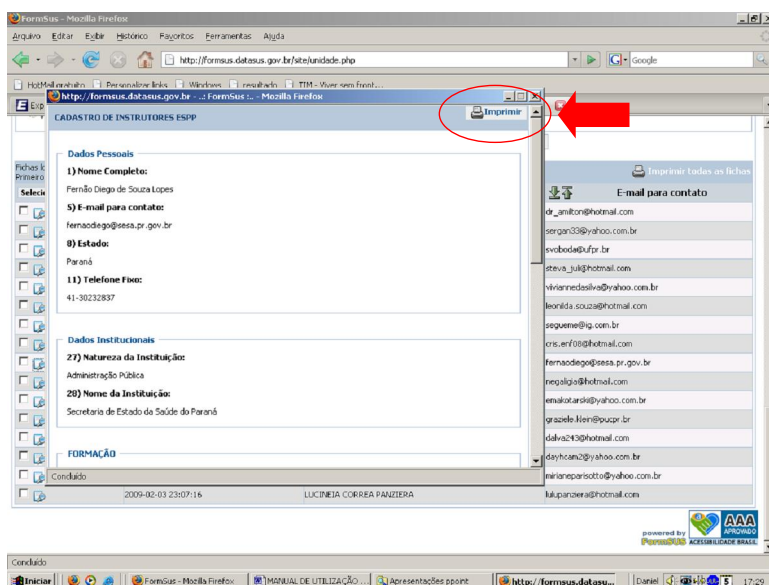 FormSus - Mozilla Firefox
Arquivo Editar Exibir Histórico Favoritos Ferramentas Ajuda
http://formsus.datasus.gov.br/site/unidade.php
Google
HotMail gratuito Personalizar links Windows resultado TIM - Viver sem front...
http://formsus.datasus.gov.br - ..: FormSus :.. - Mozilla Firefox
CADASTRO DE INSTRUTORES ESPP
Imprimir
Dados Pessoais
1) Nome Completo:
Fernão Diego de Souza Lopes
5) E-mail para contato:
fernaodiego@sesa.pr.gov.br
8) Estado:
Paraná
11) Telefone Fixo:
41-30232837
Dados Institucionais
27) Natureza da Instituição:
Administração Pública
28) Nome da Instituição:
Secretaria de Estado da Saúde do Paraná
FORMAÇÃO
Concluído
Imprimir todas as fichas
E-mail para contato
dr_amilton@hotmail.com
sergan33@yahoo.com.br
svoboda@ufpr.br
steva_juli@hotmail.com
viviannedasilva@yahoo.com.br
leonilda.souza@hotmail.com
segueme@ig.com.br
cris.enf08@hotmail.com
fernaodiego@sesa.pr.gov.br
negalgia@hotmail.com
emakotarski@yahoo.com.br
graziele.klein@pucpr.br
dalva243@hotmail.com
dayhcam2@yahoo.com.br
mirianeparisotto@yahoo.com.br
2009-02-03 23:07:16 LUCINEIA CORREA PANZIERA lulupanziera@hotmail.com
powered by
FormSUS
AAA
APROVADO
ACESSIBILIDADE BRASIL
Concluído
Iniciar FormSus - Mozilla Firefox MANUAL DE UTILIZAÇÃO ... Apresentações ppoint http://formsus.datasu... Daniel 17:29